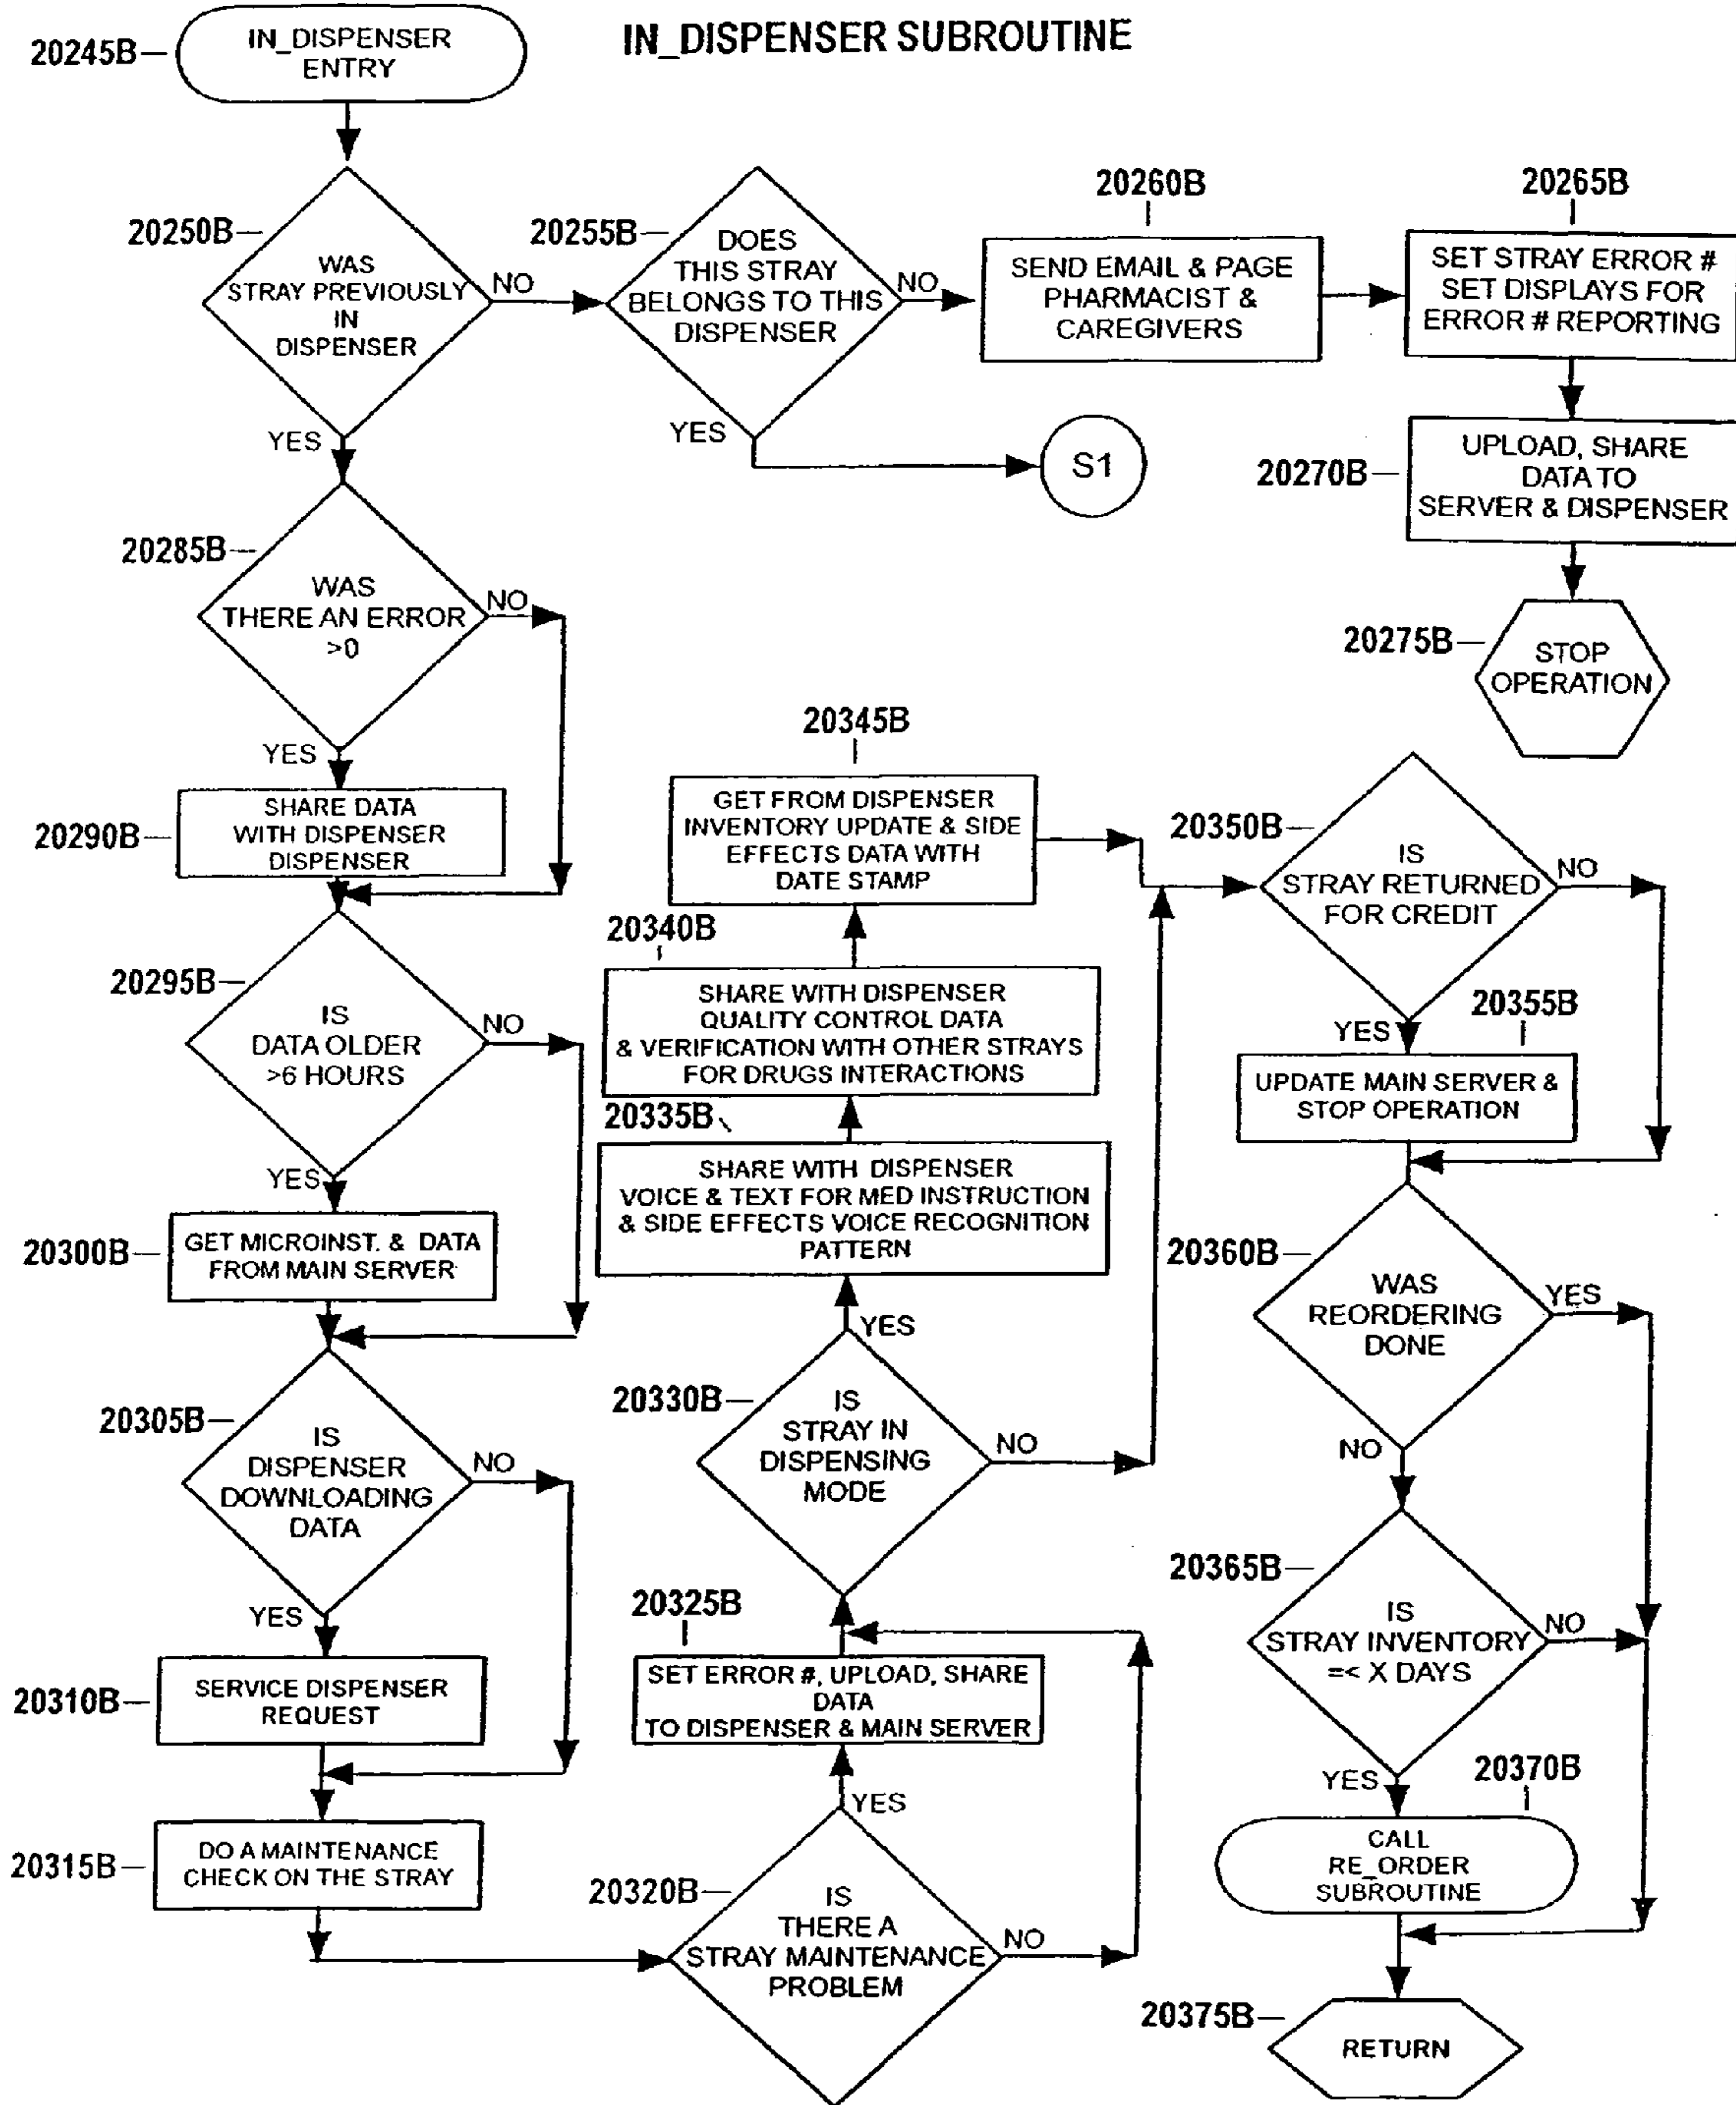 IN_DISPENSER SUBROUTINE
20245B
IN_DISPENSER
ENTRY
20250B
WAS
STRAY PREVIOUSLY
IN
DISPENSER
NO
YES
20255B
DOES
THIS STRAY
BELONGS TO THIS
DISPENSER
NO
YES
S1
20260B
SEND EMAIL & PAGE
PHARMACIST &
CAREGIVERS
20265B
SET STRAY ERROR #
SET DISPLAYS FOR
ERROR # REPORTING
20270B
UPLOAD, SHARE
DATA TO
SERVER & DISPENSER
20275B
STOP
OPERATION
20285B
WAS
THERE AN ERROR
>0
NO
YES
20290B
SHARE DATA
WITH DISPENSER
DISPENSER
20295B
IS
DATA OLDER
>6 HOURS
NO
YES
20300B
GET MICROINST. & DATA
FROM MAIN SERVER
20305B
IS
DISPENSER
DOWNLOADING
DATA
NO
YES
20310B
SERVICE DISPENSER
REQUEST
20315B
DO A MAINTENANCE
CHECK ON THE STRAY
20320B
IS
THERE A
STRAY MAINTENANCE
PROBLEM
NO
YES
20325B
SET ERROR #, UPLOAD, SHARE
DATA
TO DISPENSER & MAIN SERVER
20330B
IS
STRAY IN
DISPENSING
MODE
NO
YES
20335B
SHARE WITH DISPENSER
VOICE & TEXT FOR MED INSTRUCTION
& SIDE EFFECTS VOICE RECOGNITION
PATTERN
20340B
SHARE WITH DISPENSER
QUALITY CONTROL DATA
& VERIFICATION WITH OTHER STRAYS
FOR DRUGS INTERACTIONS
20345B
GET FROM DISPENSER
INVENTORY UPDATE & SIDE
EFFECTS DATA WITH
DATE STAMP
20350B
IS
STRAY RETURNED
FOR CREDIT
NO
YES
20355B
UPDATE MAIN SERVER &
STOP OPERATION
20360B
WAS
REORDERING
DONE
YES
NO
20365B
IS
STRAY INVENTORY
=< X DAYS
NO
YES
20370B
CALL
RE_ORDER
SUBROUTINE
20375B
RETURN